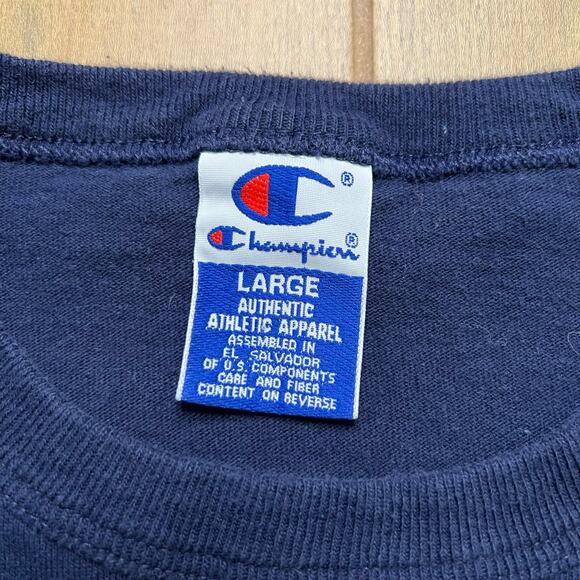 C®
Champion®
LARGE
AUTHENTIC
ATHLETIC APPAREL
ASSEMBLED IN
EL SALVADOR
OF U.S. COMPONENTS
CARE AND FIBER
CONTENT ON REVERSE